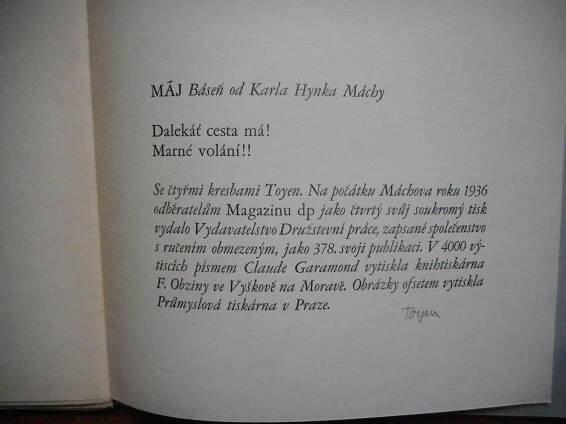 MÁJ Báseň od Karla Hynka Máchy
Dalekáť cesta má!
Marné volání!!
Se čtyřmi kresbami Toyen. Na počátku Máchova roku 1936
odběratelům Magazinu dp jako čtvrtý svůj soukromý tisk
vydalo Vydavatelstvo Družstevní práce, zapsané společenstvo
s ručením obmezeným, jako 378. svoji publikaci. V 4000 vý-
tiscích písmem Claude Garamond vytiskla knihtiskárna
F. Obziny ve Vyškově na Moravě. Obrázky ofsetem vytiskla
Průmyslová tiskárna v Praze.
Toyen